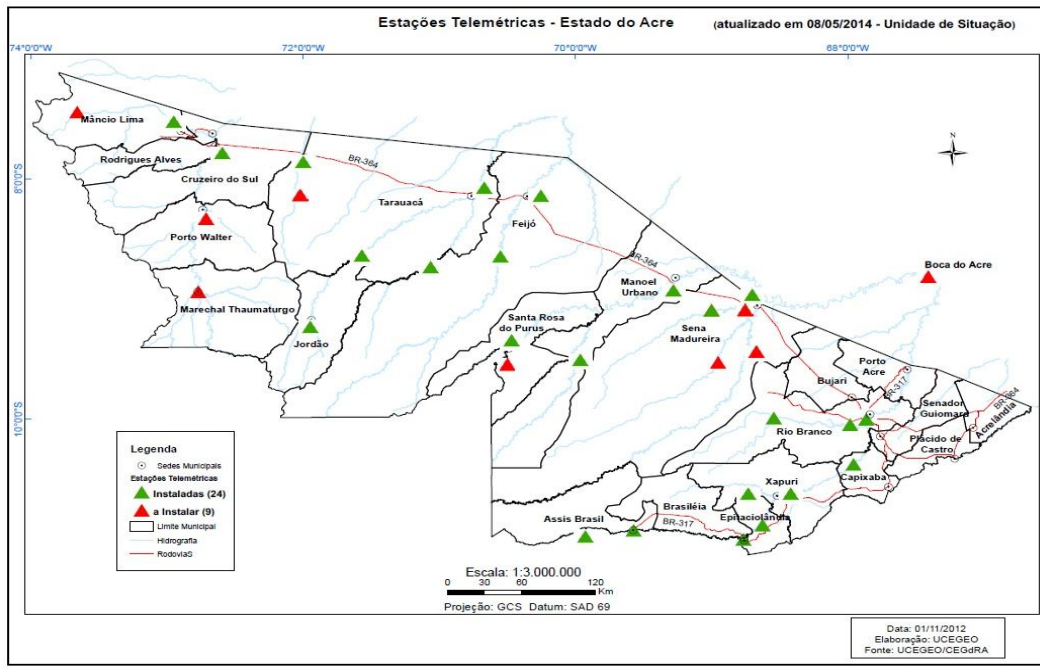 Estações Telemétricas - Estado do Acre (atualizado em 08/05/2014 - Unidade de Situação)
74°0'0"W 72°0'0"W 70°0'0"W 68°0'0"W
Mâncio Lima
Rodrigues Alves
BR-364
8°0'0"S
Cruzeiro do Sul
Tarauacá
Feijó
Porto Walter
BR-364
Boca do Acre
Manoel
Urbano
Marechal Thaumaturgo
Santa Rosa
do Purus
Sena
Madureira
Jordão
Porto
Acre
Bujari
BR-317
BR-364
Senador
Guiomard
10°0'0"S
Acrelândia
Rio Branco
Plácido de
Castro
Capixaba
Xapuri
Brasiléia
Assis Brasil
Epitaciolândia
BR-317
N
Legenda
Sedes Municipais
Estações Telemétricas
Instaladas (24)
a Instalar (9)
Limite Municipal
Hidrografia
RodoviaS
Escala: 1:3.000.000
0 30 60 120
Km
Projeção: GCS Datum: SAD 69
Data: 01/11/2012
Elaboração: UCEGEO
Fonte: UCEGEO/CEGdRA